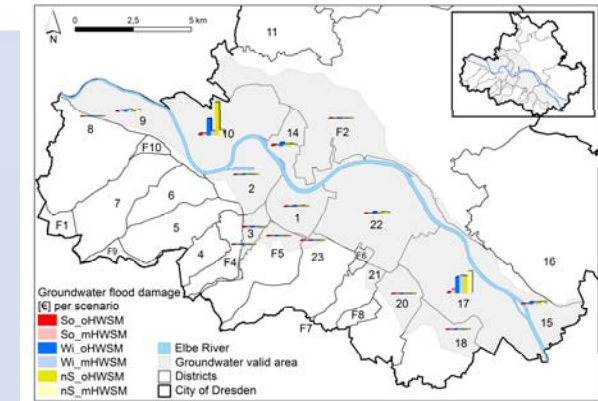 0 2,5 5 km
N
11
8
9
10
14
F2
F10
2
6
7
5
1
3
22
F1
F9
4
F4
F5
23
F6
21
16
20
17
F8
F7
18
15
Groundwater flood damage
[€] per scenario
So_oHWSM
So_mHWSM
Wi_oHWSM Elbe River
Wi_mHWSM Groundwater valid area
nS_oHWSM Districts
nS_mHWSM City of Dresden